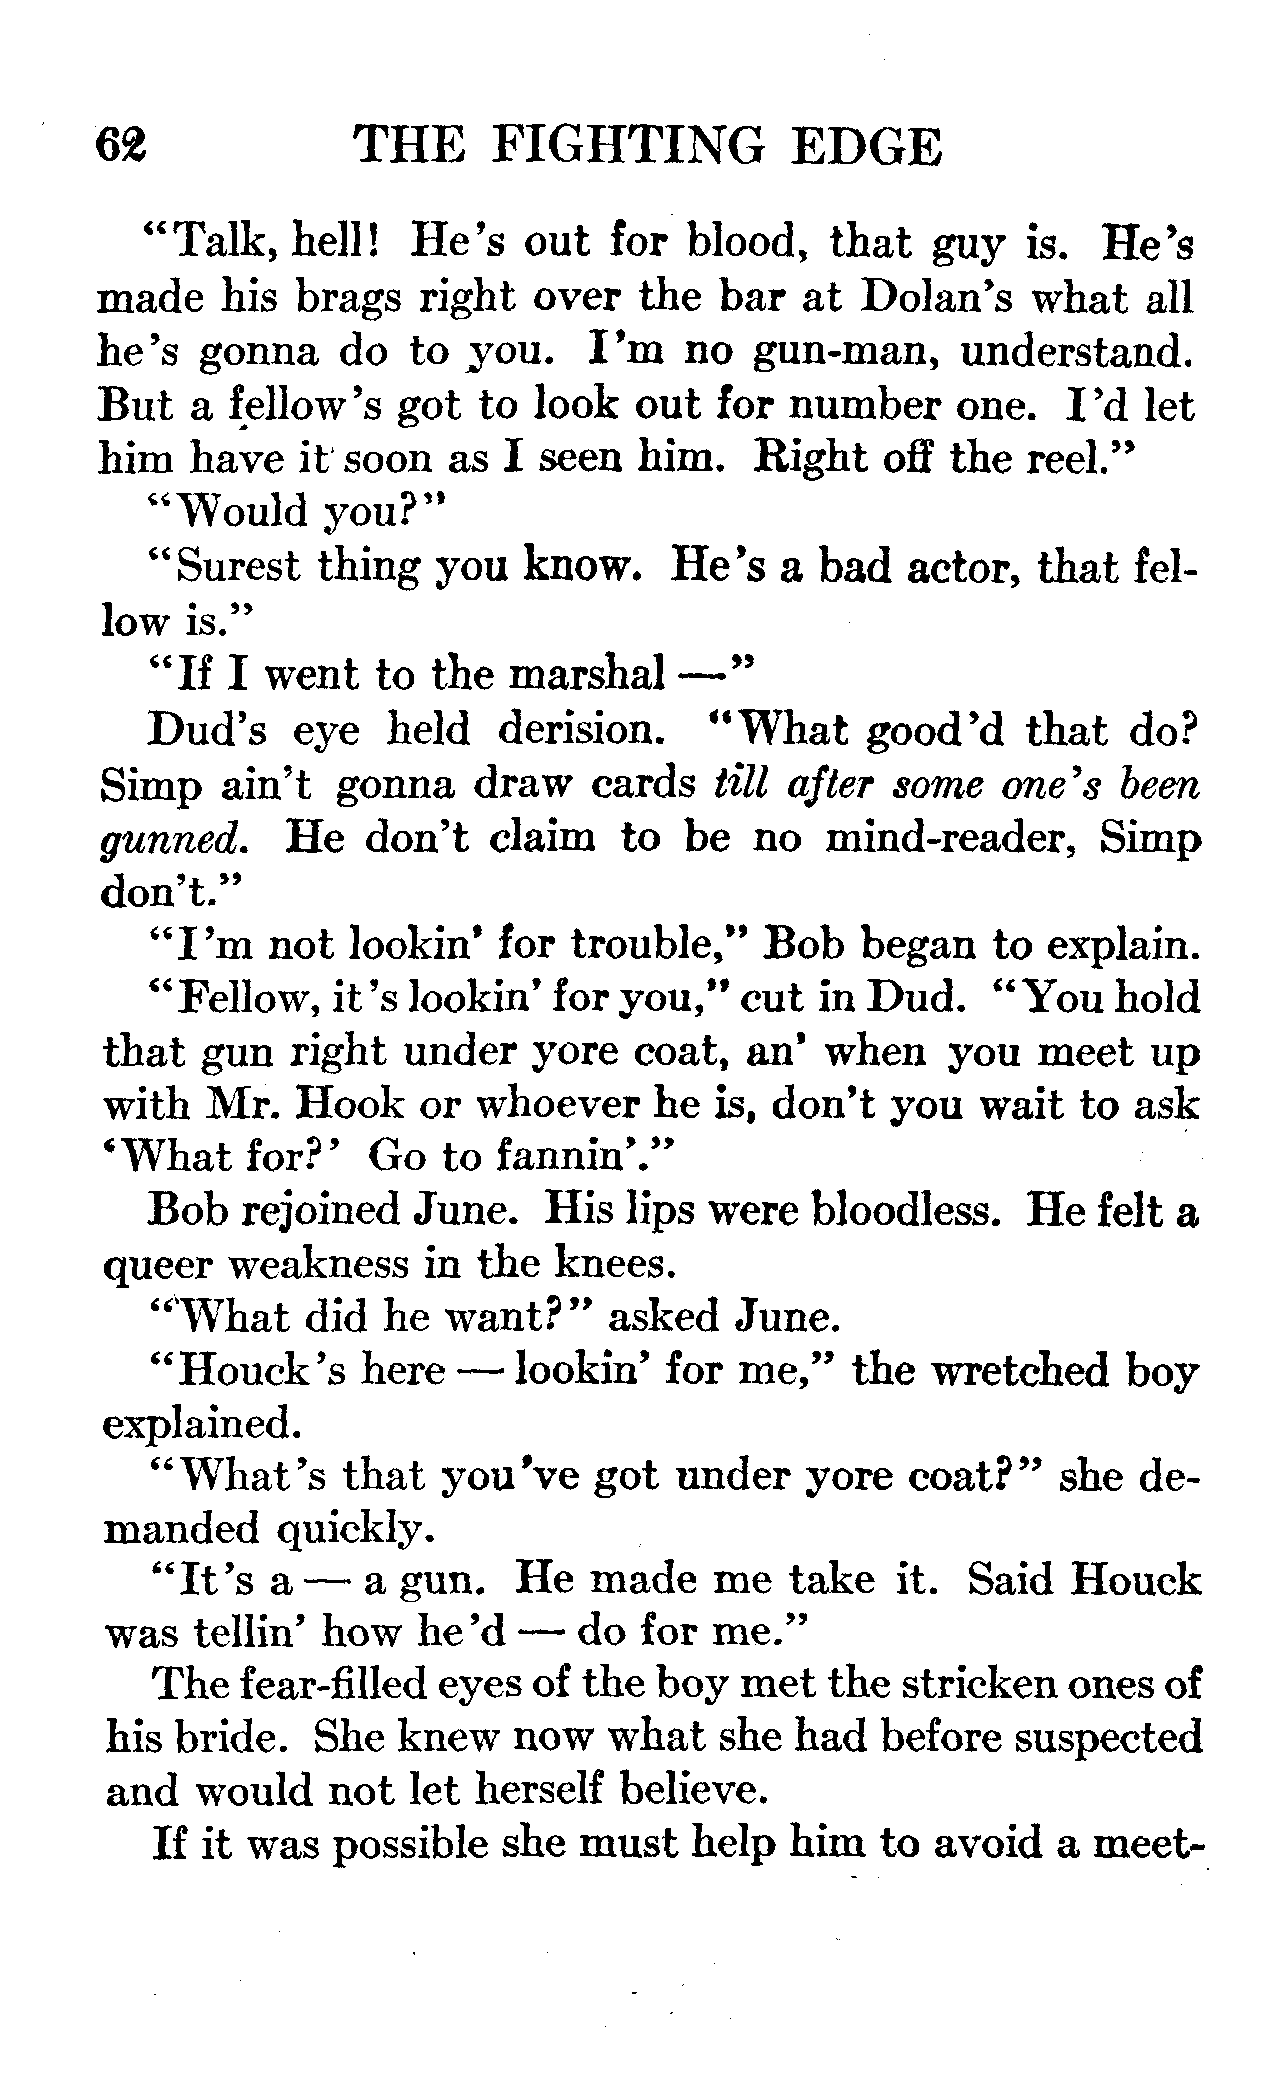 62 THE FIGHTING EDGE
“Talk, hell! He's out for blood, that guy is. He's
made his brags right over the bar at Dolan's what all
he's gonna do to you. I'm no gun-man, understand.
But a fellow's got to look out for number one. I'd let
him have it soon as I seen him. Right off the reel.”
“Would you?”
“Surest thing you know. He's a bad actor, that fel-
low is.”
“If I went to the marshal —”
Dud's eye held derision. “What good'd that do?
Simp ain't gonna draw cards till after some one's been
gunned. He don't claim to be no mind-reader, Simp
don't.”
“I'm not lookin' for trouble,” Bob began to explain.
“Fellow, it's lookin' for you,” cut in Dud. “You hold
that gun right under yore coat, an' when you meet up
with Mr. Hook or whoever he is, don't you wait to ask
‘What for?’ Go to fannin'.”
Bob rejoined June. His lips were bloodless. He felt a
queer weakness in the knees.
“What did he want?” asked June.
“Houck's here — lookin' for me,” the wretched boy
explained.
“What's that you've got under yore coat?” she de-
manded quickly.
“It's a — a gun. He made me take it. Said Houck
was tellin' how he'd — do for me.”
The fear-filled eyes of the boy met the stricken ones of
his bride. She knew now what she had before suspected
and would not let herself believe.
If it was possible she must help him to avoid a meet-